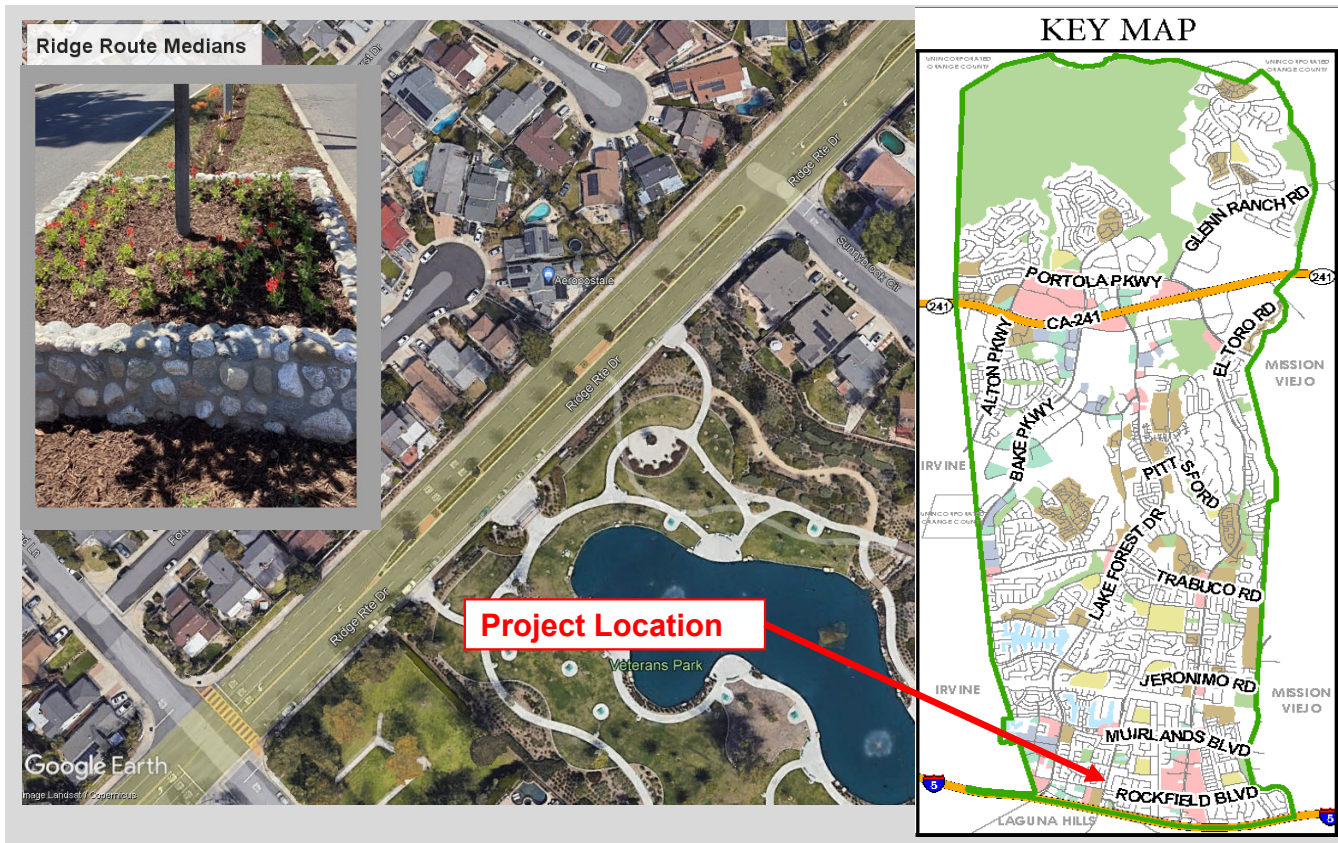 Ridge Route Medians
Ridge Rte Dr
Sunnybrook Cir
Aeropostale
Ridge Rte Dr
Ridge Rte Dr
Project Location
Veterans Park
Google Earth
Image Landsat / Copernicus
KEY MAP
UNINCORPORATED
ORANGE COUNTY
UNINCORPORATED
ORANGE COUNTY
GLENN RANCH RD
PORTOLA PKWY
241
241
CA-241
EL TORO RD
ALTON PKWY
MISSION
VIEJO
BAKE PKWY
IRVINE
PITTSFORD
UNINCORPORATED
ORANGE COUNTY
LAKE FOREST DR
TRABUCO RD
JERONIMO RD
IRVINE
MISSION
VIEJO
MUIRLANDS BLVD
5
ROCKFIELD BLVD
LAGUNA HILLS
5